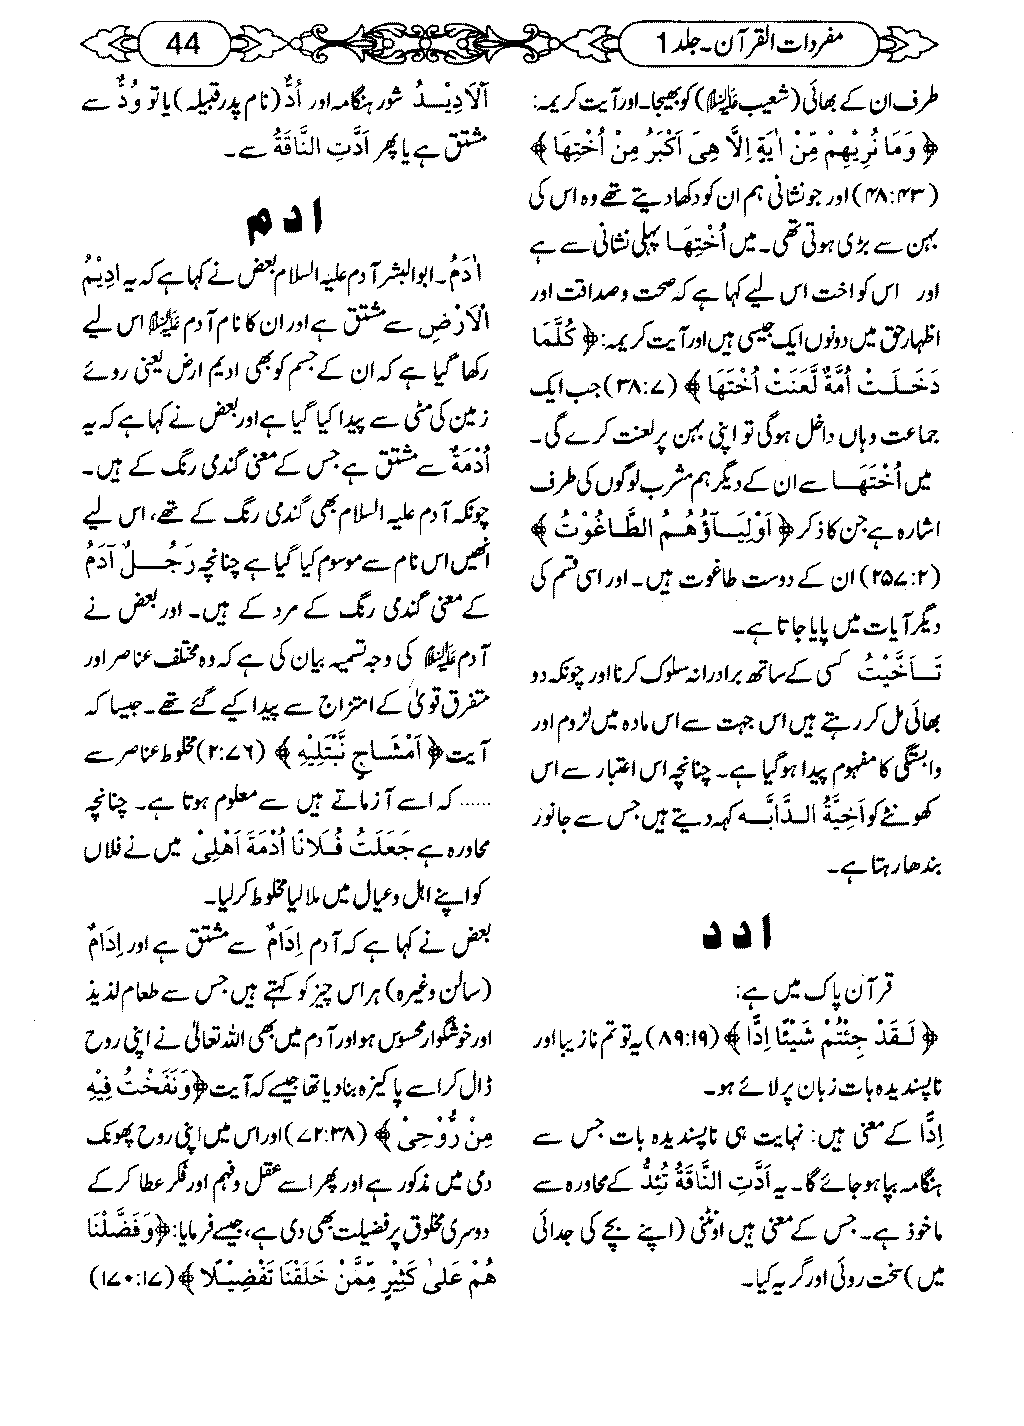 مفردات القرآن۔ جلد 1
44
طرف ان کے بھائی (شعیب علیہ السلام) کو بھیجا۔ اور آیت کریمہ:
﴿وَمَا نُرِیْهِمْ مِّنْ اٰیَةٍ اِلَّا هِیَ اَکْبَرُ مِنْ اُخْتِهَا﴾
(۴۸:۴۳) اور جو نشانی ہم ان کو دکھا دیتے تھے وہ اس کی
بہن سے بڑی ہوتی تھی۔ میں اُخْتِهَا پہلی نشانی سے ہے
اور اس کو اخت اس لیے کہا ہے کہ صحت و صداقت اور
اظہار حق میں دونوں ایک جیسی ہیں اور آیت کریمہ: ﴿کُلَّمَا
دَخَلَتْ اُمَّةٌ لَّعَنَتْ اُخْتَهَا﴾ (۳۸:۷) جب ایک
جماعت وہاں داخل ہوگی تو اپنی بہن پر لعنت کرے گی۔
میں اُخْتَهَا سے ان کے دیگر ہم مشرب لوگوں کی طرف
اشارہ ہے جن کا ذکر ﴿اَوْلِیَآؤُهُمُ الطَّاغُوْتُ﴾
(۲۵۷:۲) ان کے دوست طاغوت ہیں۔ اور اسی قسم کی
دیگر آیات میں پایا جاتا ہے۔
تَاَخَّیْتُ کسی کے ساتھ برادرانہ سلوک کرنا اور چونکہ دو
بھائی مل کر رہتے ہیں اس جہت سے اس مادہ میں لزوم اور
وابستگی کا مفہوم پیدا ہوگیا ہے۔ چنانچہ اس اعتبار سے اس
کھونٹے کو اَخِیَّةُ الدَّابَّه کہہ دیتے ہیں جس سے جانور
بندھا رہتا ہے۔
ا د د
قرآن پاک میں ہے:
﴿لَقَدْ جِئْتُمْ شَیْئًا اِدًّا﴾ (۸۹:۱۹) یہ تو تم نازیبا اور
ناپسندیدہ بات زبان پر لائے ہو۔
اِدًّا کے معنی ہیں: نہایت ہی ناپسندیدہ بات جس سے
ہنگامہ بپا ہو جائے گا۔ یہ اَدَّتِ النَّاقَةُ تَئِدُّ کے محاورہ سے
ماخوذ ہے۔ جس کے معنی ہیں اونٹنی (اپنے بچے کی جدائی
میں) سخت روئی اور گریہ کیا۔
اَلْاَدِیْدُ شور ہنگامہ اور اُدٌّ (نام پدر قبیلہ) یا تو وُدٌّ سے
مشتق ہے یا پھر اَدَّتِ النَّاقَةُ ہے۔
ا د م
اٰدَمُ۔ ابوالبشر آدم علیہ السلام بعض نے کہا ہے کہ یہ اَدِیْمُ
الْاَرْضِ سے مشتق ہے اور ان کا نام آدم علیہ السلام اس لیے
رکھا گیا ہے کہ ان کے جسم کو بھی ادیم ارض یعنی روئے
زمین کی مٹی سے پیدا کیا گیا ہے اور بعض نے کہا ہے کہ یہ
اُدْمَةٌ سے مشتق ہے جس کے معنی گندمی رنگ کے ہیں۔
چونکہ آدم علیہ السلام بھی گندمی رنگ کے تھے، اس لیے
انھیں اس نام سے موسوم کیا گیا ہے چنانچہ رَجُلٌ آدَمُ
کے معنی گندمی رنگ کے مرد کے ہیں۔ اور بعض نے
آدم علیہ السلام کی وجہ تسمیہ بیان کی ہے کہ وہ مختلف عناصر اور
متفرق قویٰ کے امتزاج سے پیدا کیے گئے تھے۔ جیسا کہ
آیت ﴿اَمْشَاجٍ نَّبْتَلِیْهِ﴾ (۲:۷۶) مخلوط عناصر سے
...... کہ اسے آزماتے ہیں سے معلوم ہوتا ہے۔ چنانچہ
محاورہ ہے جَعَلَتُ فُلَانًا اُدْمَةَ اَهْلِیْ میں نے فلاں
کو اپنے اہل و عیال میں ملا لیا مخلوط کرلیا۔
بعض نے کہا ہے کہ آدم اِدَامٌ سے مشتق ہے اور اِدَامٌ
(سالن وغیرہ) ہر اس چیز کو کہتے ہیں جس سے طعام لذیذ
اور خوشگوار محسوس ہو اور آدم میں بھی اللہ تعالیٰ نے اپنی روح
ڈال کر اسے پاکیزہ بنا دیا تھا جیسے کہ آیت ﴿وَنَفَخْتُ فِیْهِ
مِنْ رُّوْحِیْ﴾ (۷۲:۳۸) اور اس میں اپنی روح پھونک
دی میں مذکور ہے اور پھر اسے عقل و فہم اور فکر عطا کرکے
دوسری مخلوق پر فضیلت بھی دی ہے، جیسے فرمایا: ﴿وَفَضَّلْنَا
هُمْ عَلٰی کَثِیْرٍ مِّمَّنْ خَلَقْنَا تَفْضِیْلًا﴾ (۷۰:۱۷)